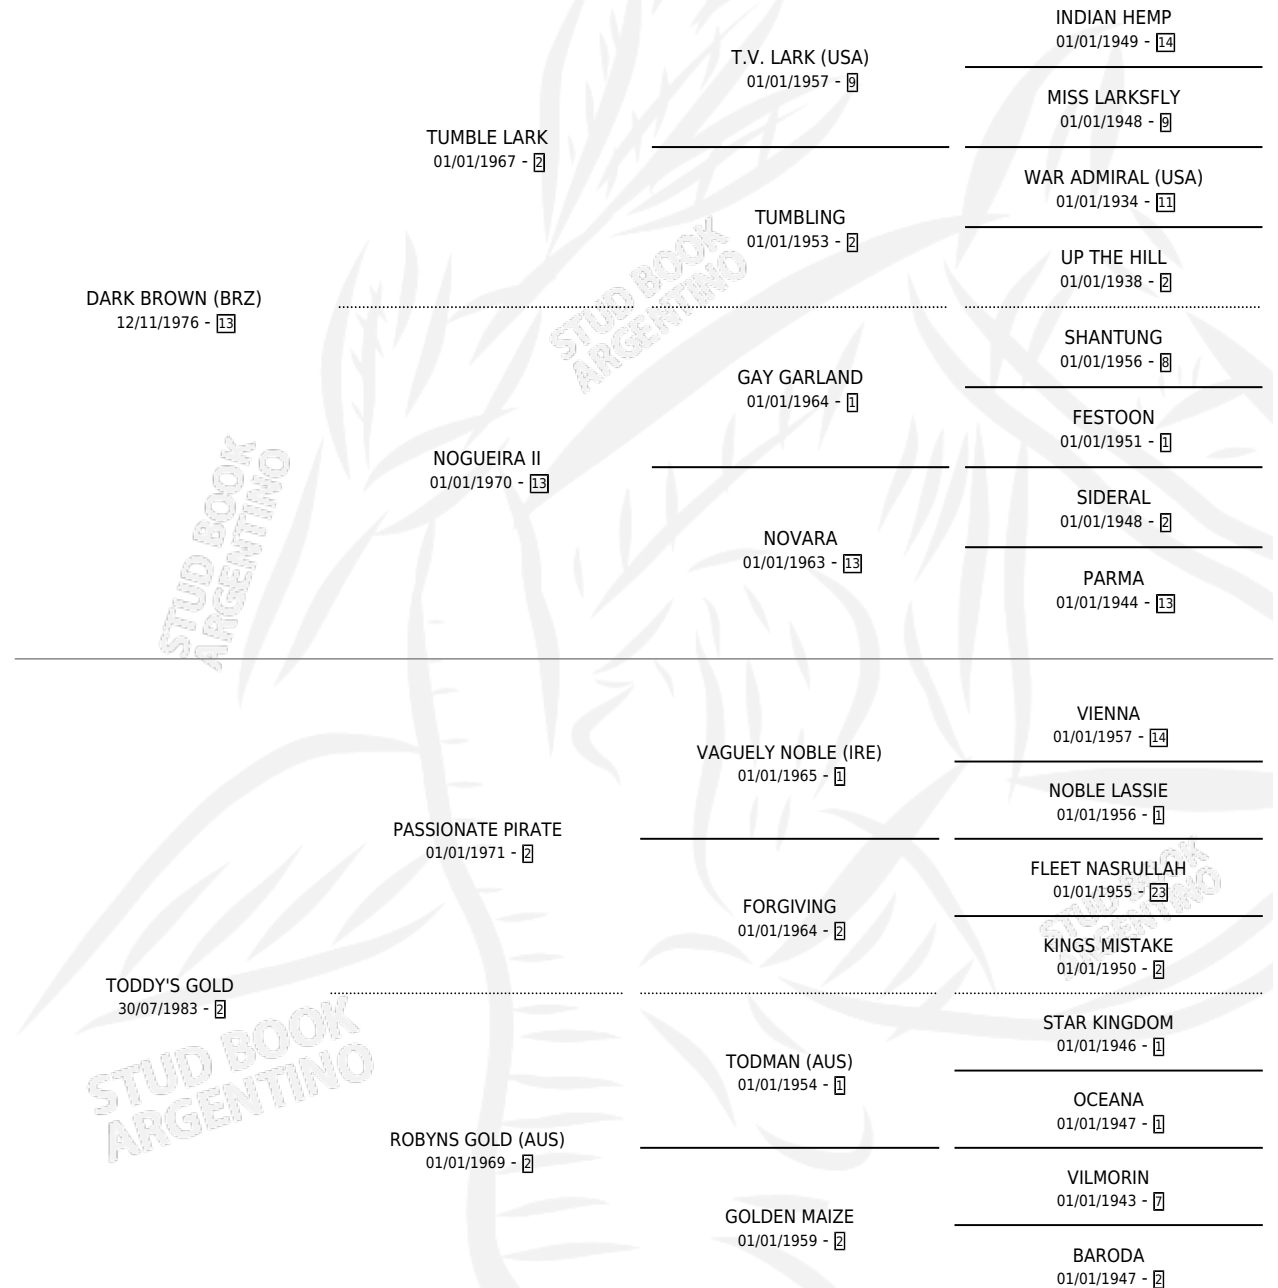 INDIAN HEMP
01/01/1949 - 14
T.V. LARK (USA)
01/01/1957 - 9
MISS LARKSFLY
01/01/1948 - 9
TUMBLE LARK
01/01/1967 - 2
WAR ADMIRAL (USA)
01/01/1934 - 11
TUMBLING
01/01/1953 - 2
UP THE HILL
01/01/1938 - 2
DARK BROWN (BRZ)
12/11/1976 - 13
SHANTUNG
01/01/1956 - 8
GAY GARLAND
01/01/1964 - 1
FESTOON
01/01/1951 - 1
NOGUEIRA II
01/01/1970 - 13
SIDERAL
01/01/1948 - 2
NOVARA
01/01/1963 - 13
PARMA
01/01/1944 - 13
VIENNA
01/01/1957 - 14
VAGUELY NOBLE (IRE)
01/01/1965 - 1
NOBLE LASSIE
01/01/1956 - 1
PASSIONATE PIRATE
01/01/1971 - 2
FLEET NASRULLAH
01/01/1955 - 23
FORGIVING
01/01/1964 - 2
KINGS MISTAKE
01/01/1950 - 2
TODDY'S GOLD
30/07/1983 - 2
STAR KINGDOM
01/01/1946 - 1
TODMAN (AUS)
01/01/1954 - 1
OCEANA
01/01/1947 - 1
ROBYNS GOLD (AUS)
01/01/1969 - 2
VILMORIN
01/01/1943 - 7
GOLDEN MAIZE
01/01/1959 - 2
BARODA
01/01/1947 - 2
STUD BOOK
ARGENTINO
STUD BOOK
ARGENTINO
STUD BOOK
ARGENTINO
STUD BOOK
ARGENTINO